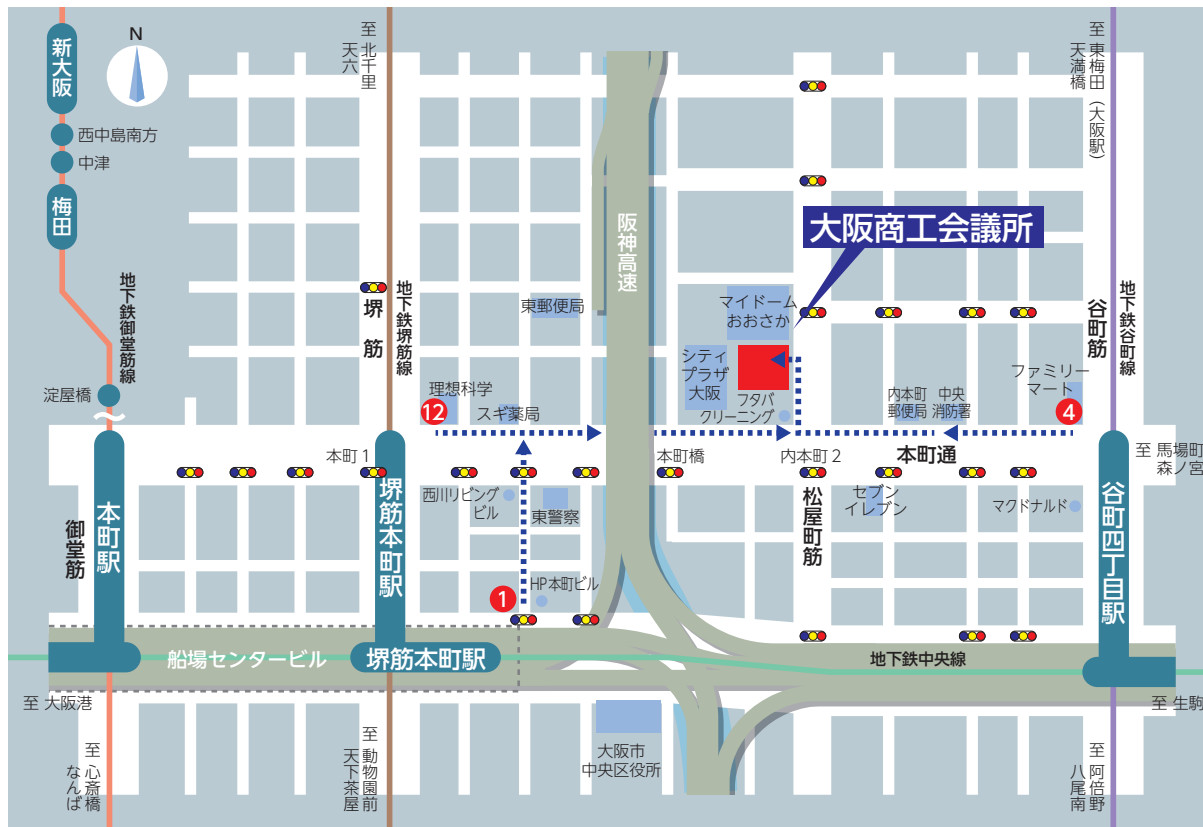 新大阪
西中島南方
中津
梅田
N
至 北千里
天六
至 東梅田（大阪駅）
天満橋
阪神高速
大阪商工会議所
地下鉄御堂筋線
堺筋
地下鉄堺筋線
東郵便局
マイドーム
おおさか
谷町筋
地下鉄谷町線
シティ
プラザ
大阪
フタバ
クリーニング
ファミリー
マート
淀屋橋
理想科学
12
スギ薬局
内本町
郵便局
中央
消防署
4
本町1
本町橋
内本町2
本町通
至 馬場町
森ノ宮
本町駅
御堂筋
堺筋本町駅
西川リビング
ビル
東警察
松屋町筋
セブン
イレブン
マクドナルド
谷町四丁目駅
HP本町ビル
1
船場センタービル
堺筋本町駅
地下鉄中央線
至 大阪港
至 生駒
至 心斎橋
なんば
至 動物園前
天下茶屋
大阪市
中央区役所
至 阿倍野
八尾南